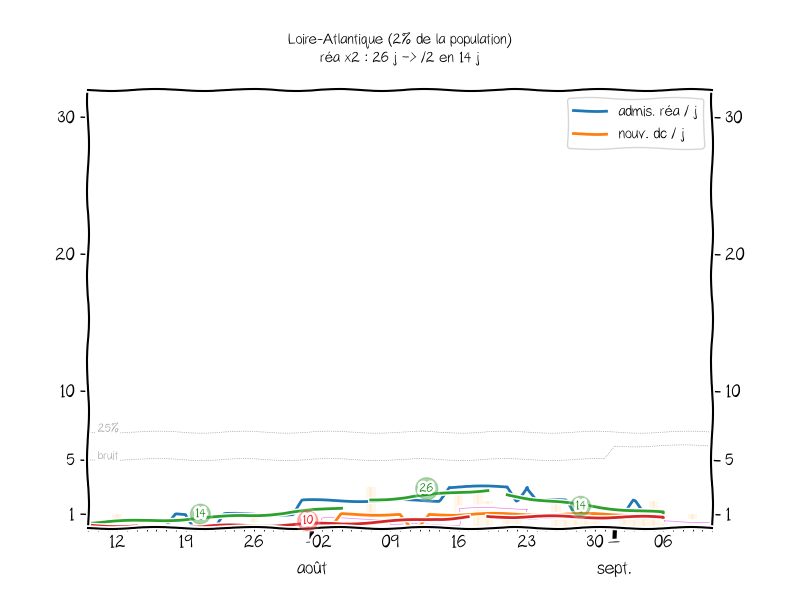 Loire-Atlantique (2% de la population)
réa x2 : 26 j -> /2 en 14 j
admis. réa / j
nouv. dc / j
30 30
20 20
10 10
25%
bruit
5 5
26
14 14
10
1 1
12 19 26 02 09 16 23 30 06
août sept.